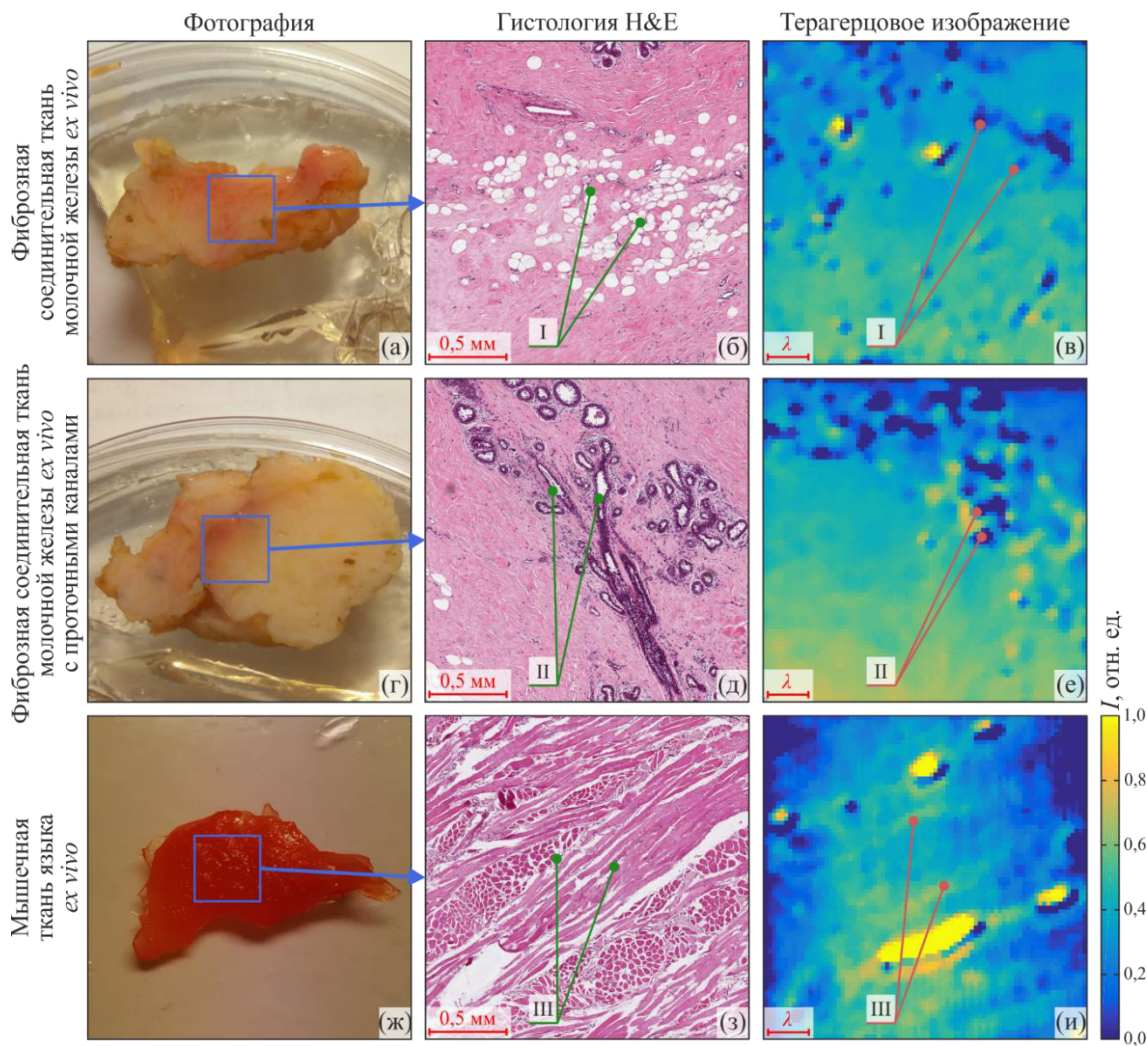 Фотография
Гистология H&E
Терагерцовое изображение
Фиброзная
соединительная ткань
молочной железы ex vivo
(а)
I
0,5 мм
(б)
I
λ
(в)
Фиброзная соединительная ткань
молочной железы ex vivo
с проточными каналами
(г)
II
0,5 мм
(д)
II
λ
(е)
Мышечная
ткань языка
ex vivo
(ж)
III
0,5 мм
(з)
III
λ
(и)
I, отн. ед.
1,0
0,8
0,6
0,4
0,2
0,0